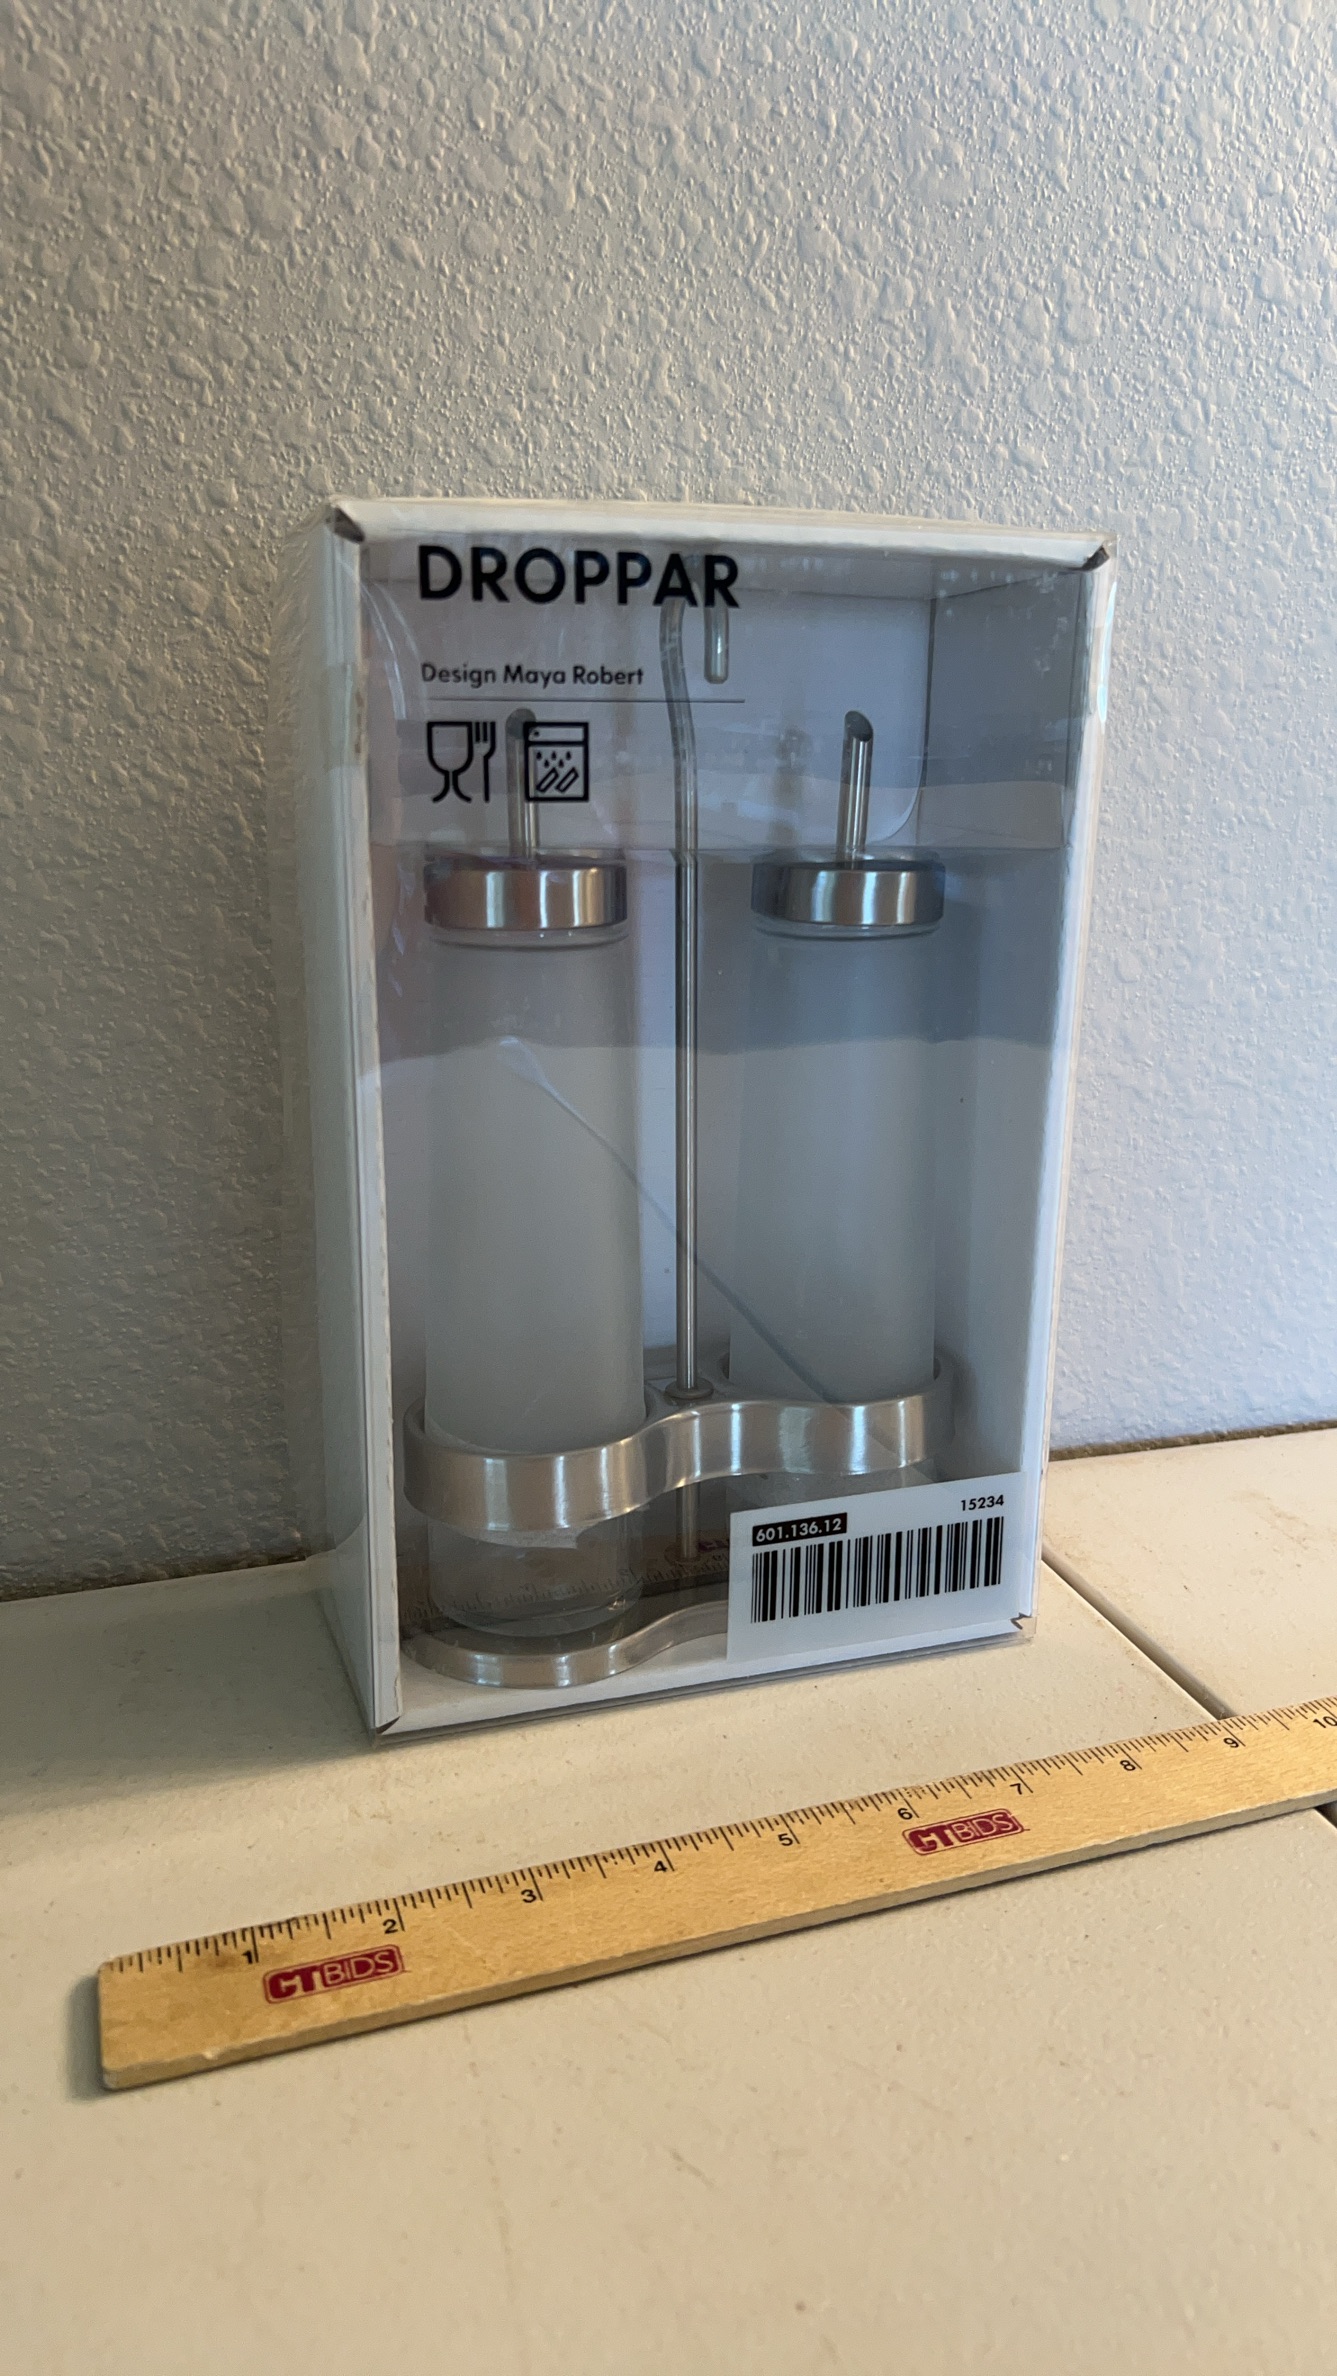 DROPPAR
Design Maya Robert
15234
601.136.12
1 2 3 4 5 6 7 8 9 10
CTBIDS
CTBIDS